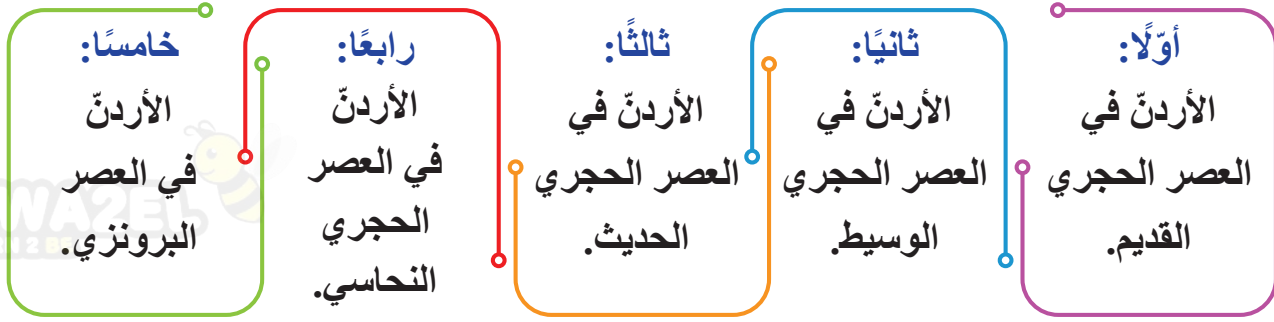 أوّلًا:
الأردنّ في
العصر الحجري
القديم.
ثانيًا:
الأردنّ في
العصر الحجري
الوسيط.
ثالثًا:
الأردنّ في
العصر الحجري
الحديث.
رابعًا:
الأردنّ
في العصر
الحجري
النحاسي.
خامسًا:
الأردنّ
في العصر
البرونزي.